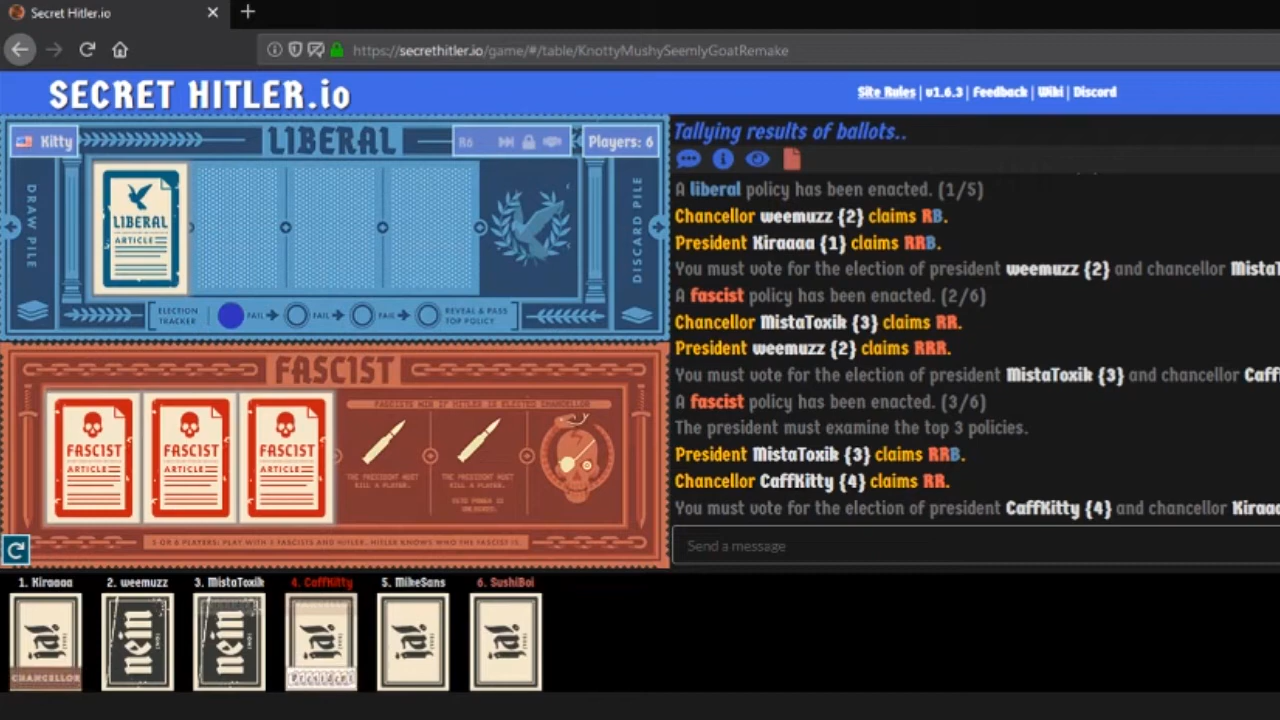 Secret Hitler.io
https://secrethitler.io/game/#/table/KnottyMushySeemlyGoatRemake
SECRET HITLER.io
Site Rules | v1.6.3 | Feedback | Wiki | Discord
Kitty
LIBERAL
R6
Players: 6
DRAW PILE
LIBERAL
ARTICLE
DISCARD PILE
ELECTION TRACKER
FAIL
FAIL
FAIL
REVEAL & PASS TOP POLICY
FASCIST
FASCISTS WIN IF HITLER IS ELECTED CHANCELLOR
FASCIST
ARTICLE
FASCIST
ARTICLE
FASCIST
ARTICLE
THE PRESIDENT MUST KILL A PLAYER.
THE PRESIDENT MUST KILL A PLAYER.
VETO POWER IS UNLOCKED.
5 OR 6 PLAYERS: PLAY WITH 1 FASCIST AND HITLER. HITLER KNOWS WHO THE FASCIST IS.
Tallying results of ballots..
A liberal policy has been enacted. (1/5)
Chancellor weemuzz {2} claims RB.
President Kiraaaa {1} claims RRB.
You must vote for the election of president weemuzz {2} and chancellor MistaT
A fascist policy has been enacted. (2/6)
Chancellor MistaToxik {3} claims RR.
President weemuzz {2} claims RRR.
You must vote for the election of president MistaToxik {3} and chancellor Caff
A fascist policy has been enacted. (3/6)
The president must examine the top 3 policies.
President MistaToxik {3} claims RRB.
Chancellor CaffKitty {4} claims RR.
You must vote for the election of president CaffKitty {4} and chancellor Kiraaa
Send a message
1. Kiraaaa
2. weemuzz
3. MistaToxik
4. CaffKitty
5. MikeSans
6. SushiBoi
ja!
nein
nein
ja!
ja!
ja!
CHANCELLOR
President